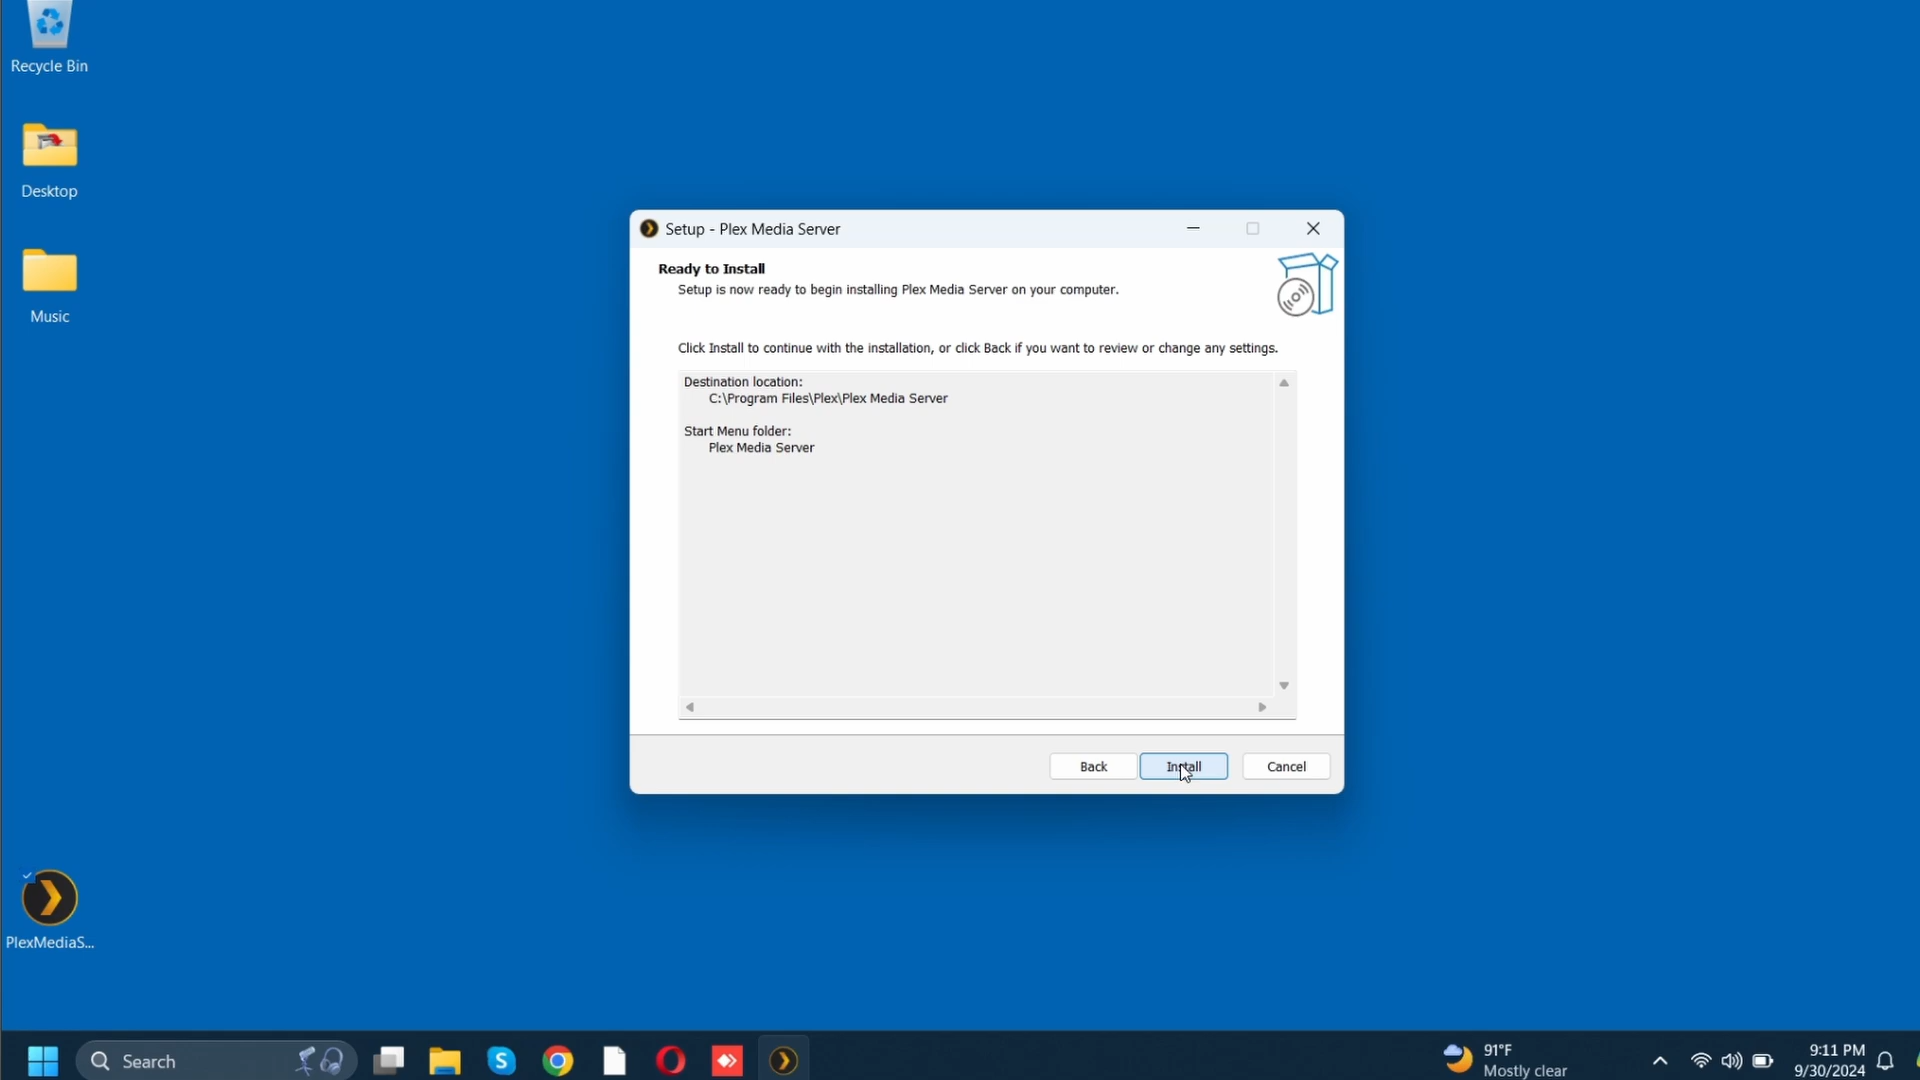 Recycle Bin
Desktop
Music
PlexMediaS...
Setup - Plex Media Server
Ready to Install
Setup is now ready to begin installing Plex Media Server on your computer.
Click Install to continue with the installation, or click Back if you want to review or change any settings.
Destination location:
C:\Program Files\Plex\Plex Media Server
Start Menu folder:
Plex Media Server
Back
Install
Cancel
Search
91°F
Mostly clear
9:11 PM
9/30/2024